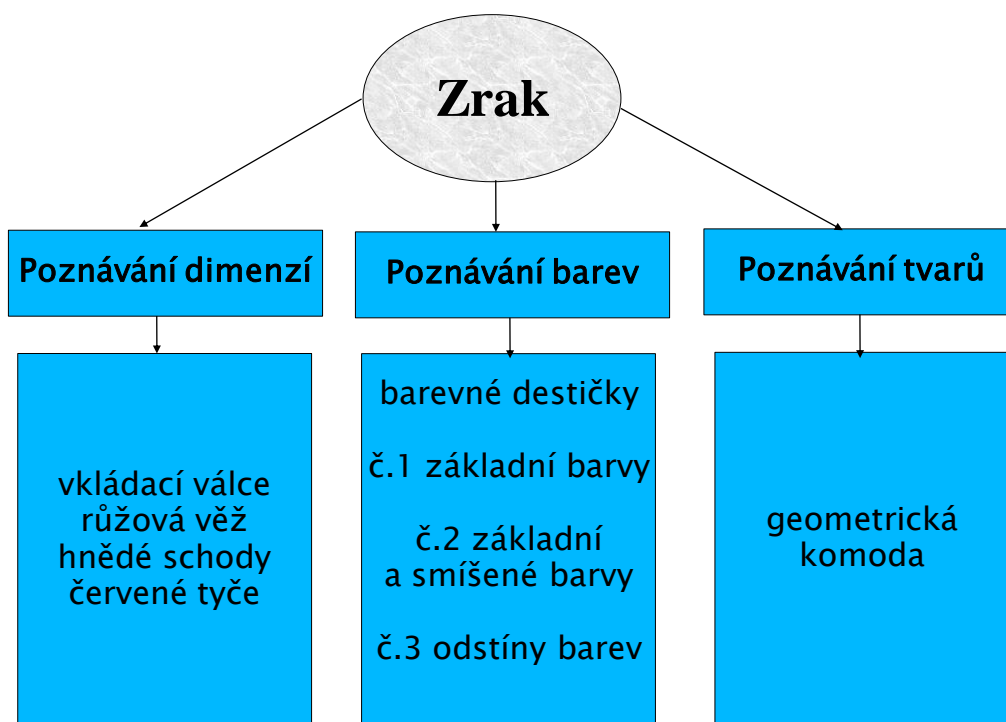 Zrak
Poznávání dimenzí
Poznávání barev
Poznávání tvarů
vkládací válce
růžová věž
hnědé schody
červené tyče
barevné destičky
č.1 základní barvy
č.2 základní
a smíšené barvy
č.3 odstíny barev
geometrická
komoda